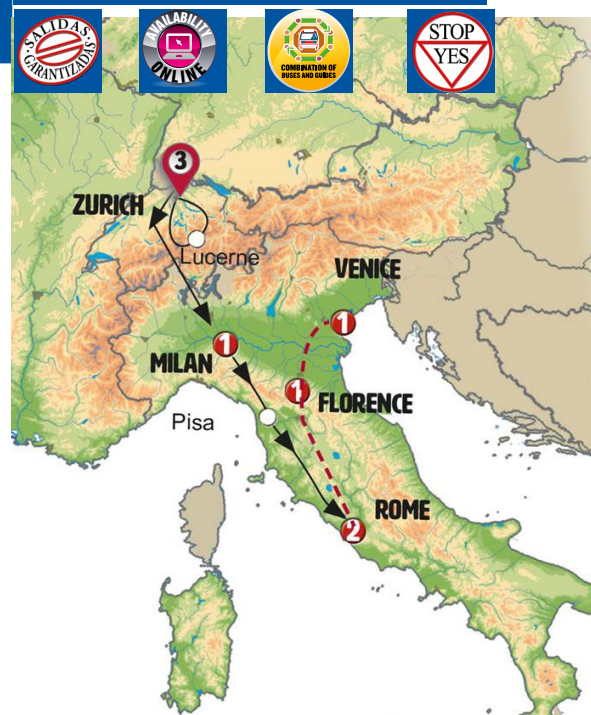 SALIDAS
GARANTIZADAS
AVAILABILITY
ONLINE
COMBINATION OF
BUSES AND GUIDES
STOP
YES
3
ZURICH
Lucerne
VENICE
1
1
MILAN
1
FLORENCE
Pisa
ROME
2